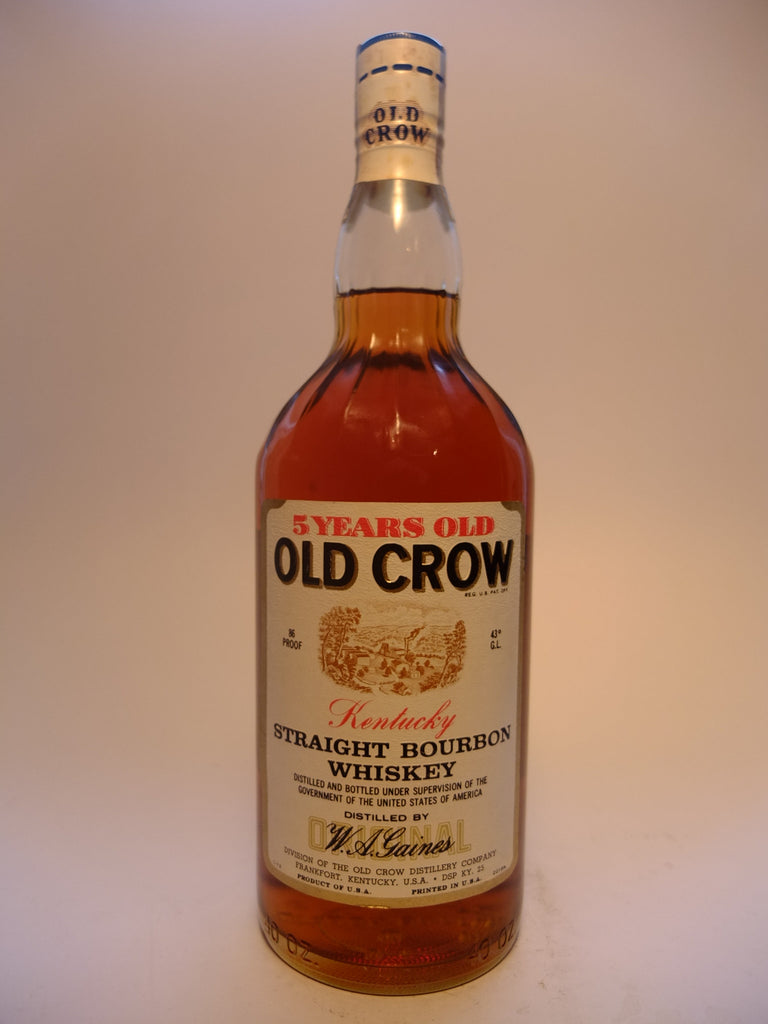 OLD
CROW
5 YEARS OLD
OLD CROW
REG. U.S. PAT. OFF.
86
PROOF
43°
G.L.
Kentucky
STRAIGHT BOURBON
WHISKEY
DISTILLED AND BOTTLED UNDER SUPERVISION OF THE
GOVERNMENT OF THE UNITED STATES OF AMERICA
DISTILLED BY
ORIGINAL
W.A.Gaines
DIVISION OF THE OLD CROW DISTILLERY COMPANY
FRANKFORT, KENTUCKY, U.S.A. • DSP KY. 25
PRODUCT OF U.S.A. PRINTED IN U.S.A.
40 OZ. 40 OZ